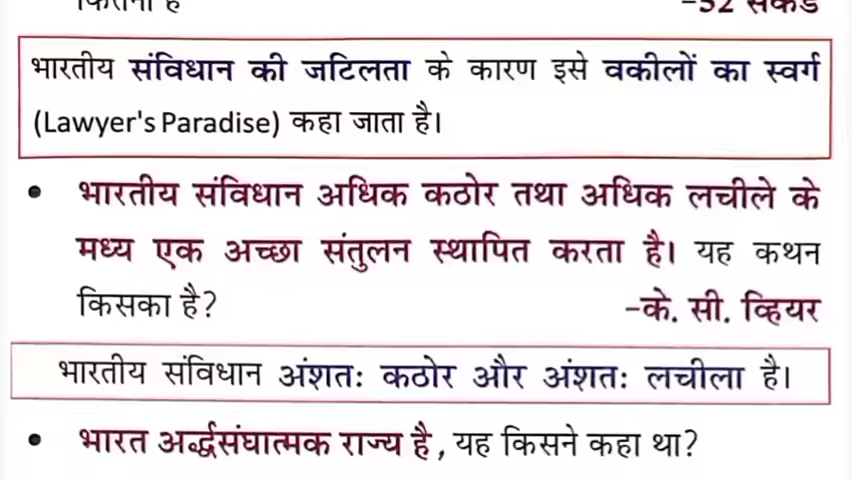 कितना है -52 सेकंड
भारतीय संविधान की जटिलता के कारण इसे वकीलों का स्वर्ग
(Lawyer's Paradise) कहा जाता है।
• भारतीय संविधान अधिक कठोर तथा अधिक लचीले के
मध्य एक अच्छा संतुलन स्थापित करता है। यह कथन
किसका है? -के. सी. व्हियर
भारतीय संविधान अंशतः कठोर और अंशतः लचीला है।
• भारत अर्द्धसंघात्मक राज्य है, यह किसने कहा था?